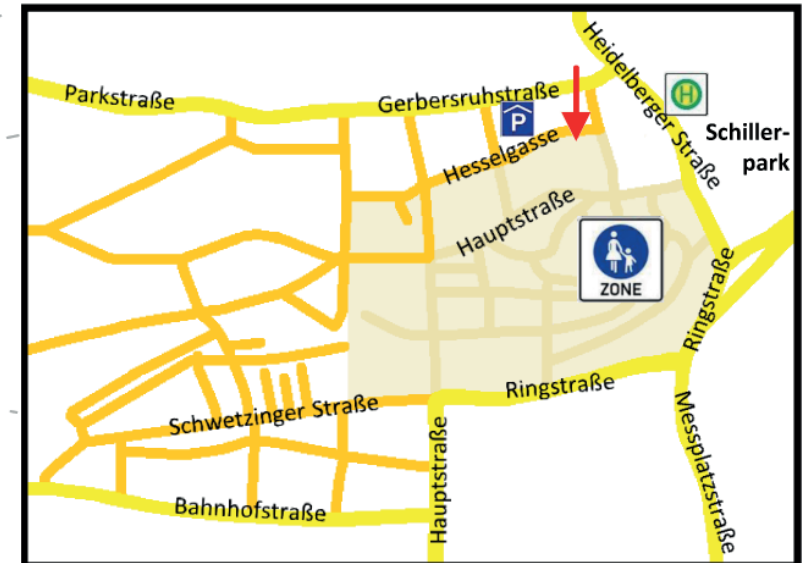 Heidelberger Straße
Parkstraße
Gerbersruhstraße
H
P
Schiller-
park
Hesselgasse
Hauptstraße
ZONE
Ringstraße
Ringstraße
Schwetzinger Straße
Hauptstraße
Messplatzstraße
Bahnhofstraße